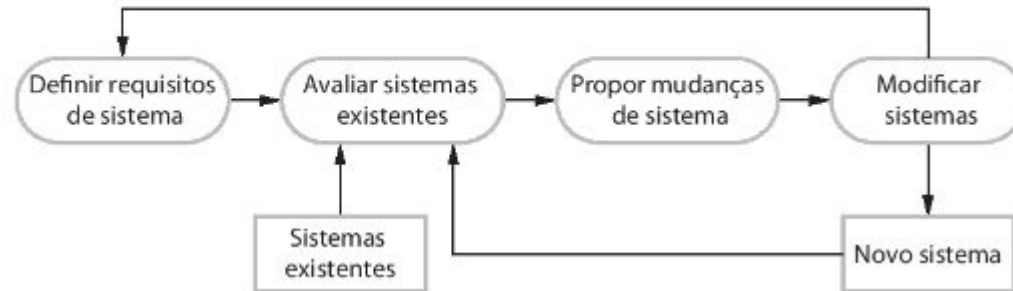 Definir requisitos
de sistema
Avaliar sistemas
existentes
Propor mudanças
de sistema
Modificar
sistemas
Sistemas
existentes
Novo sistema